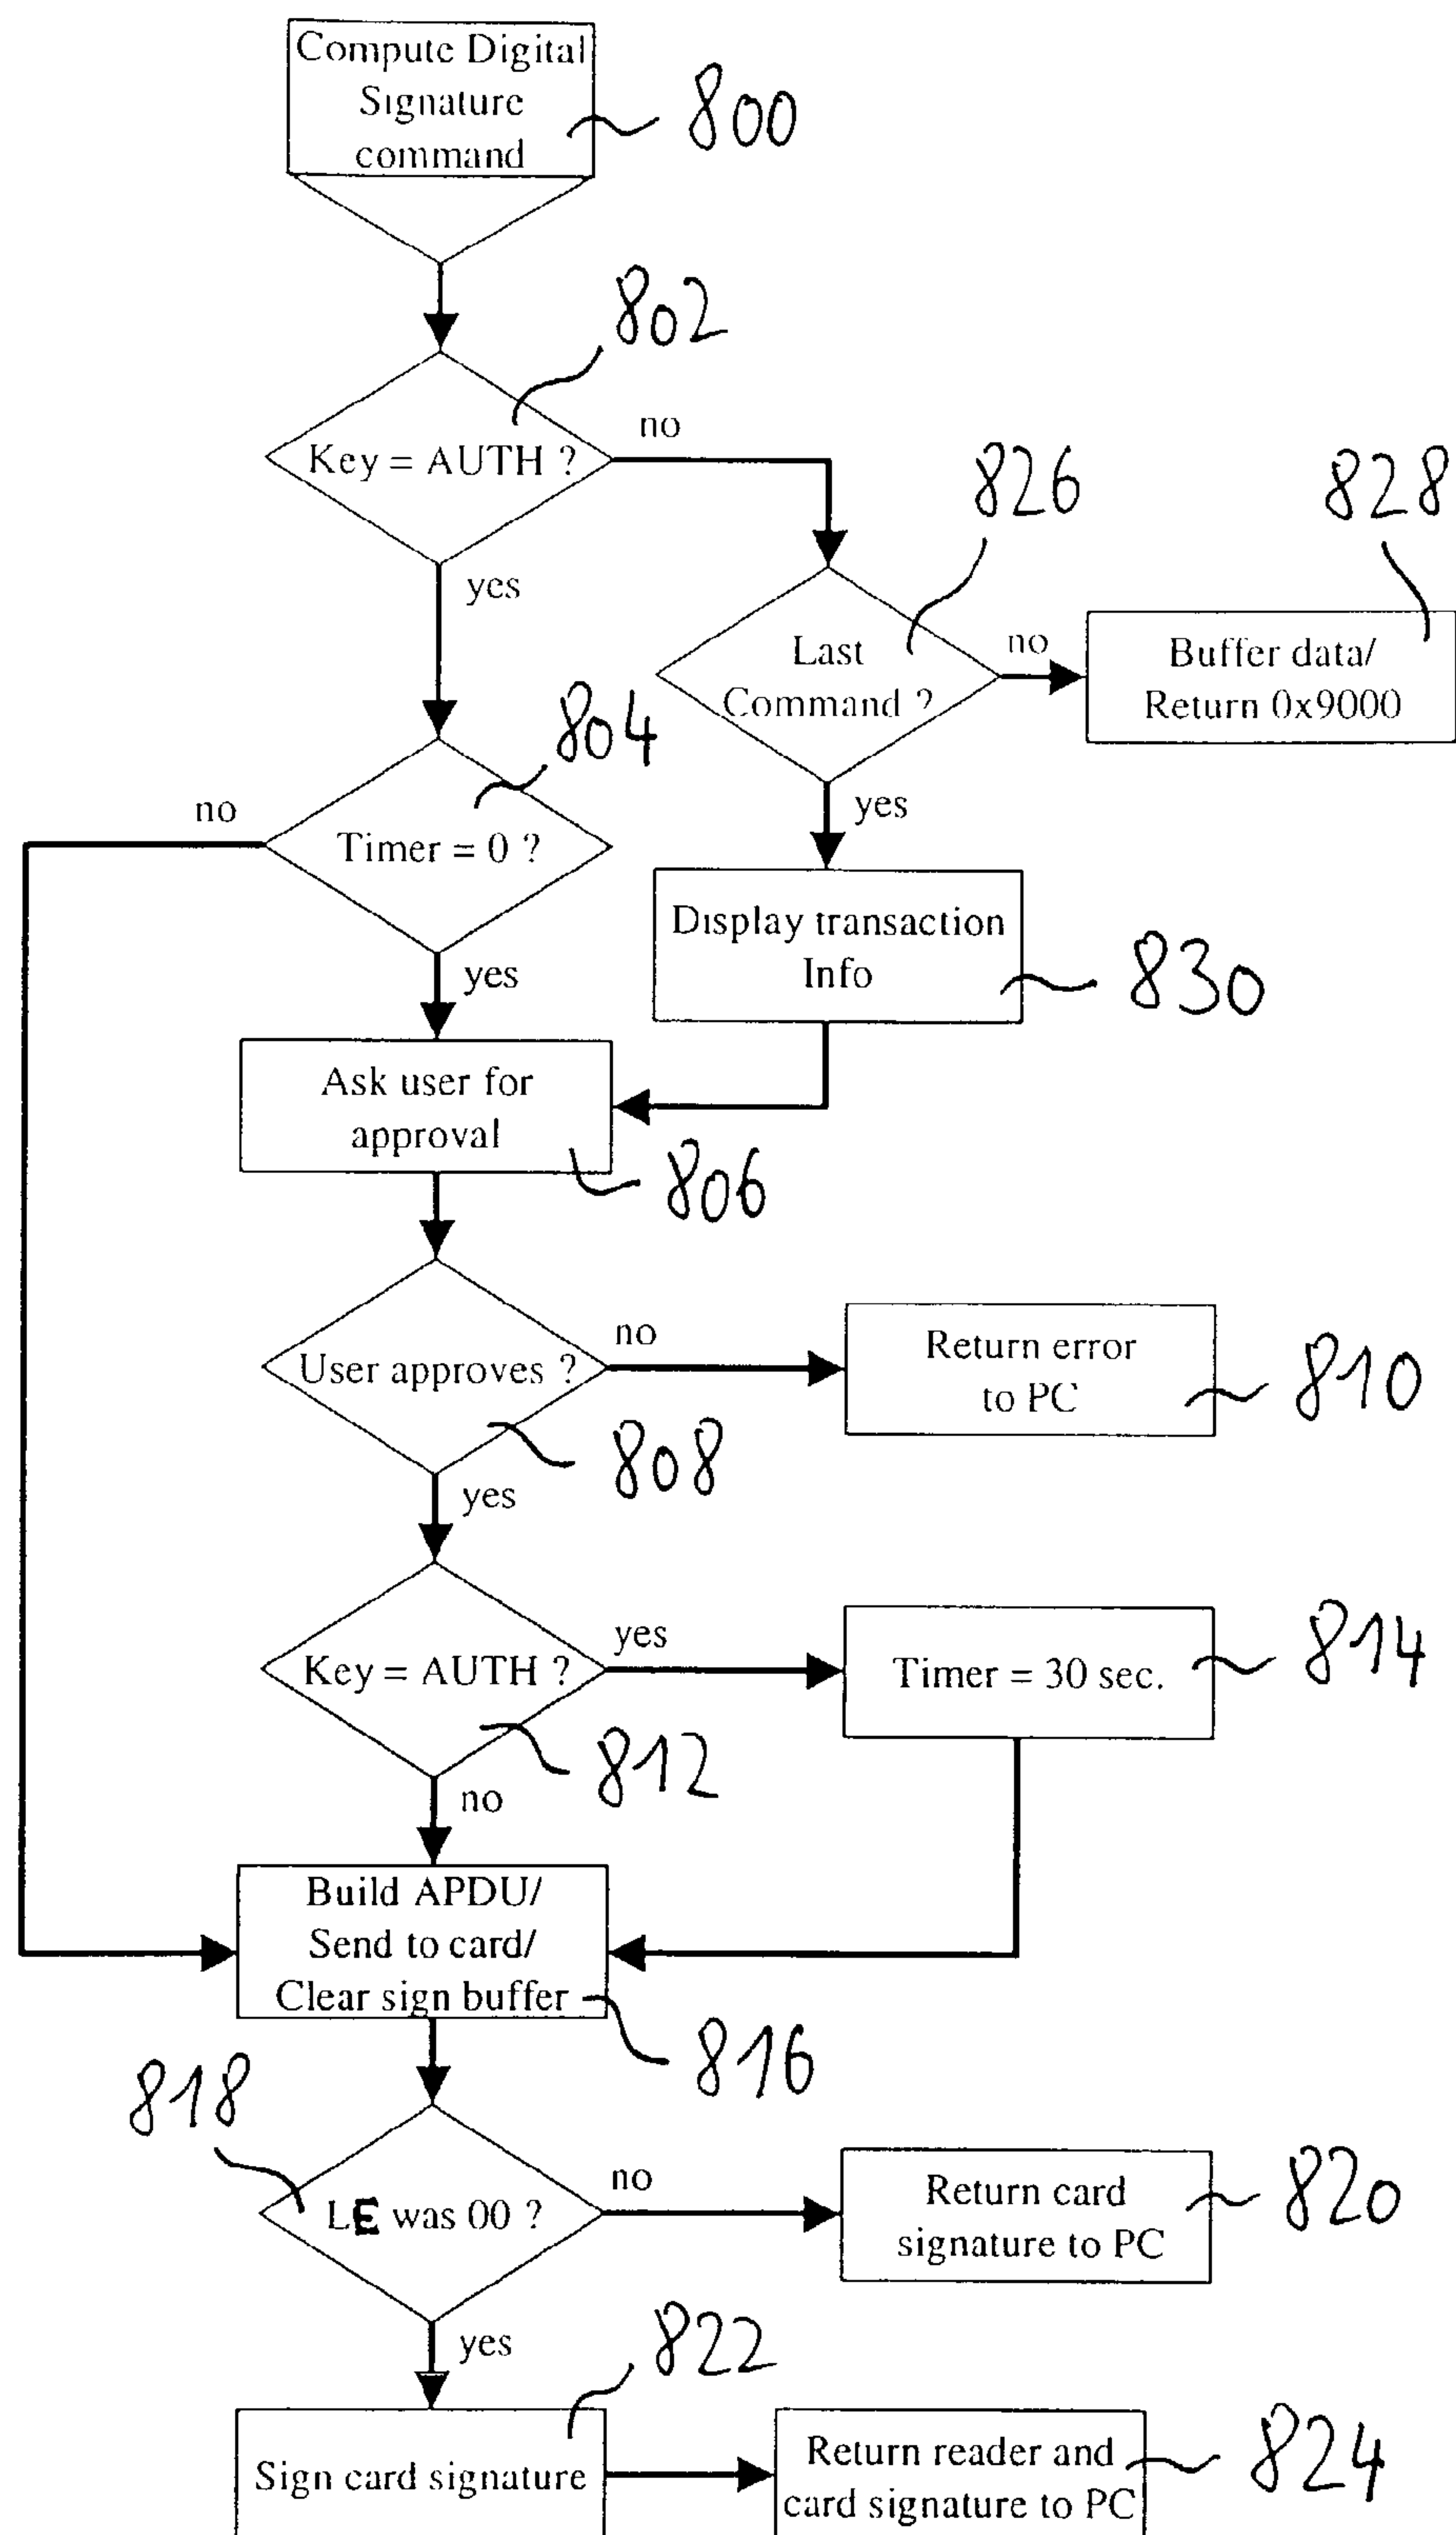 Compute Digital
Signature
command
800
802
Key = AUTH ?
no
yes
826
828
Last
Command ?
no
Buffer data/
Return 0x9000
804
no
Timer = 0 ?
yes
yes
Display transaction
Info
830
Ask user for
approval
806
User approves ?
no
Return error
to PC
810
808
yes
Key = AUTH ?
yes
Timer = 30 sec.
814
812
no
Build APDU/
Send to card/
Clear sign buffer
816
818
LE was 00 ?
no
Return card
signature to PC
820
yes
822
Sign card signature
Return reader and
card signature to PC
824